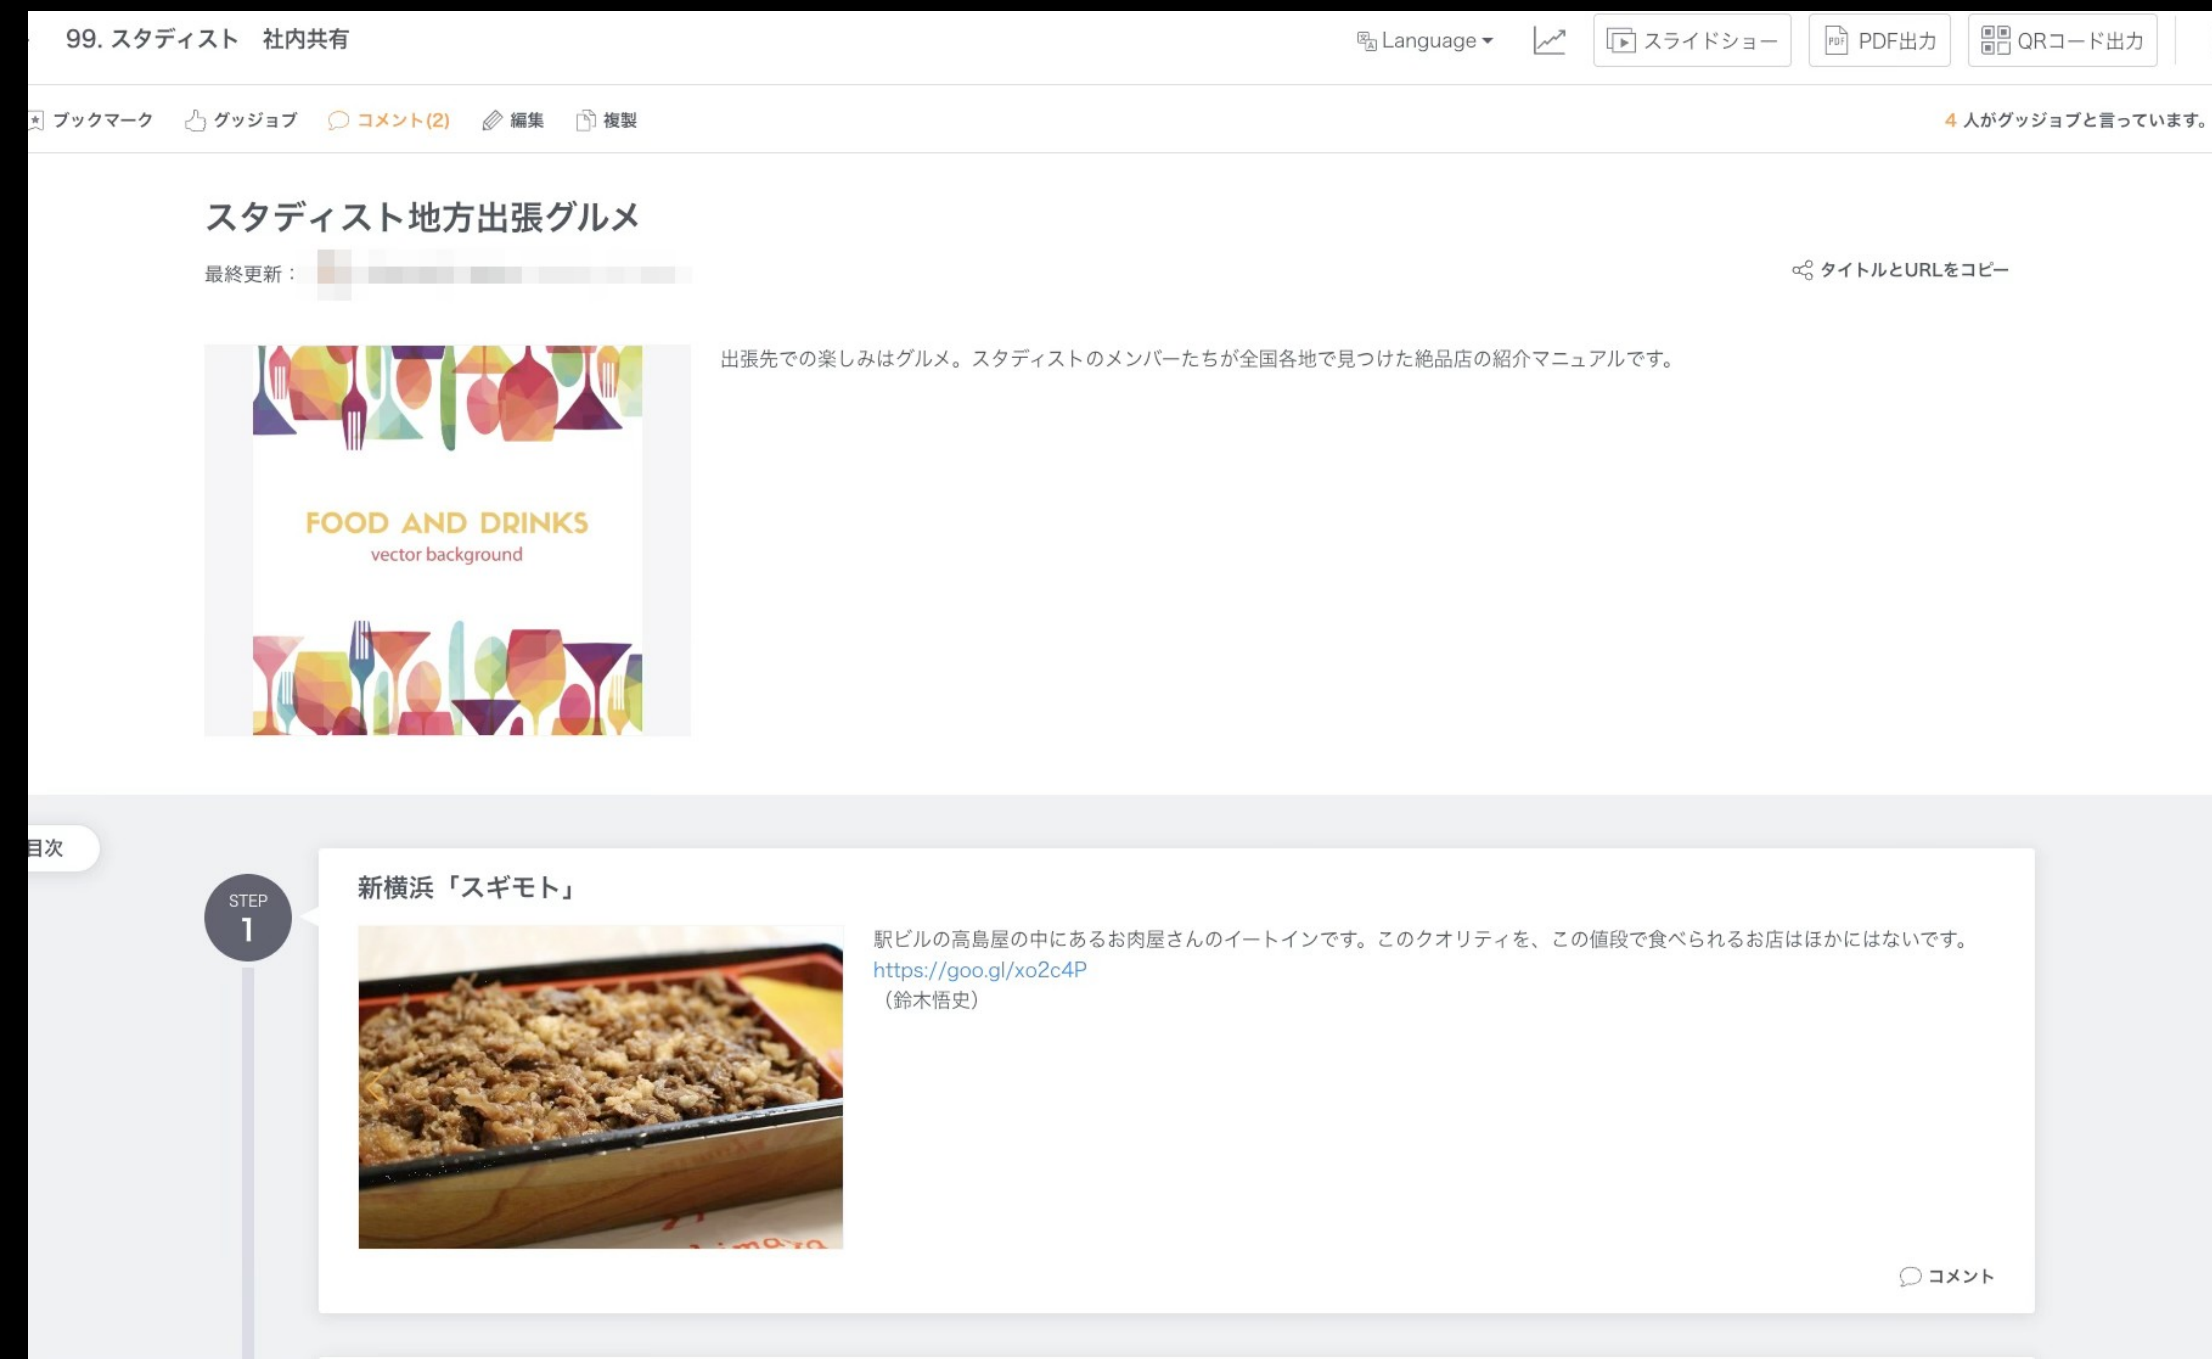 99. スタディスト　社内共有
Language
スライドショー
PDF出力
QRコード出力
ブックマーク
グッジョブ
コメント(2)
編集
複製
4 人がグッジョブと言っています。
スタディスト地方出張グルメ
最終更新：
タイトルとURLをコピー
出張先での楽しみはグルメ。スタディストのメンバーたちが全国各地で見つけた絶品店の紹介マニュアルです。
FOOD AND DRINKS
vector background
目次
STEP
1
新横浜「スギモト」
駅ビルの高島屋の中にあるお肉屋さんのイートインです。このクオリティを、この値段で食べられるお店はほかにはないです。
https://goo.gl/xo2c4P
（鈴木悟史）
コメント